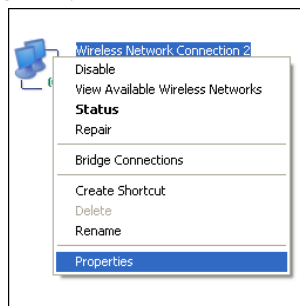 Wireless Network Connection 2
Disable
View Available Wireless Networks
Status
Repair
Bridge Connections
Create Shortcut
Delete
Rename
Properties